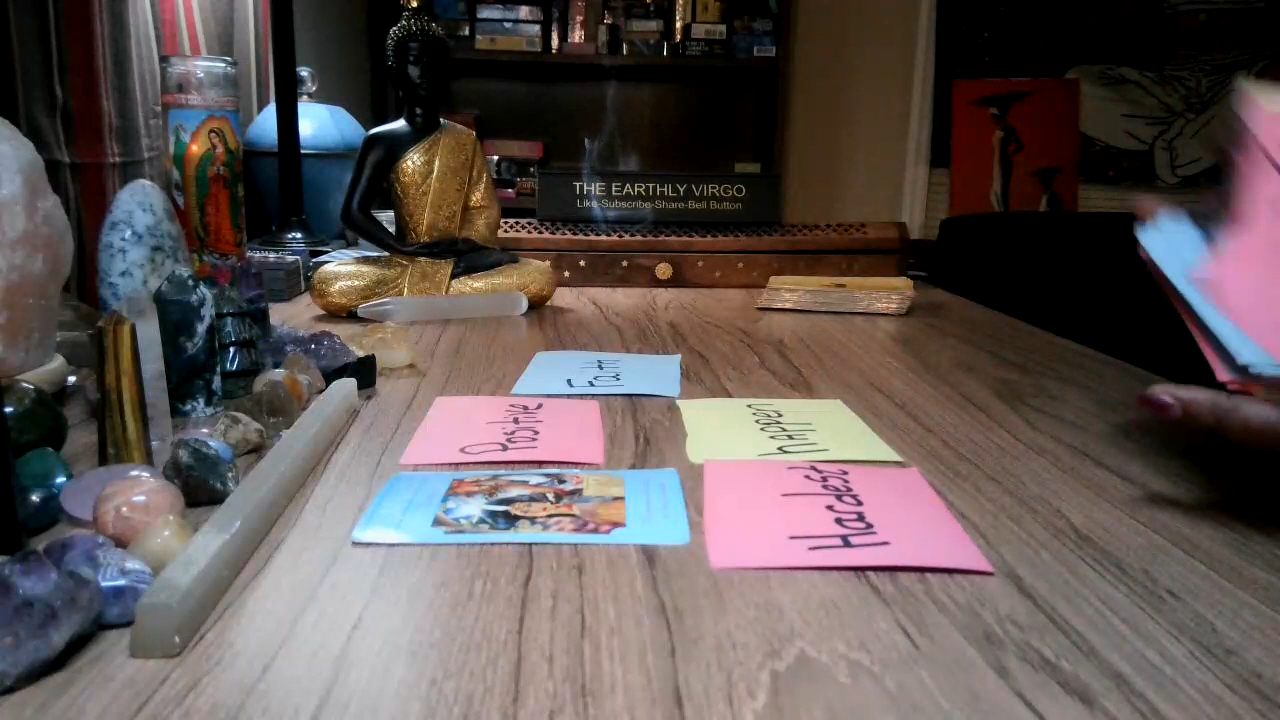 THE EARTHLY VIRGO
Like-Subscribe-Share-Bell Button
Faith
Positive
happen
Hardest